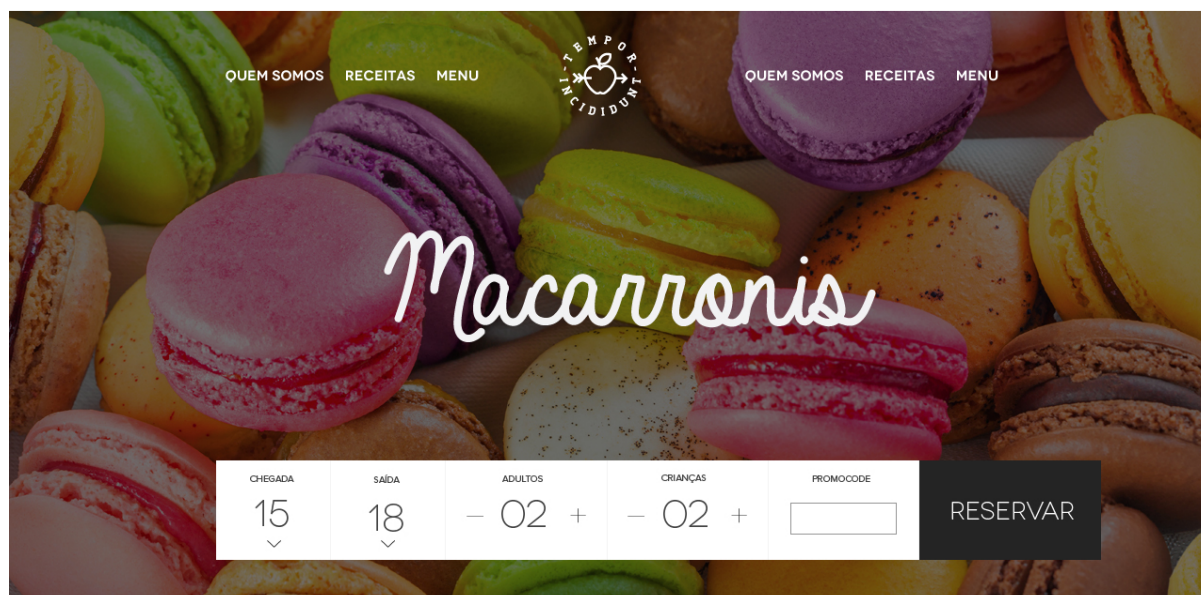 QUEM SOMOS RECEITAS MENU
TEMPOR
INCIDIDUNT
QUEM SOMOS RECEITAS MENU
Macarronis
CHEGADA SAÍDA ADULTOS CRIANÇAS PROMOCODE
15 18 — 02 + — 02 +
RESERVAR